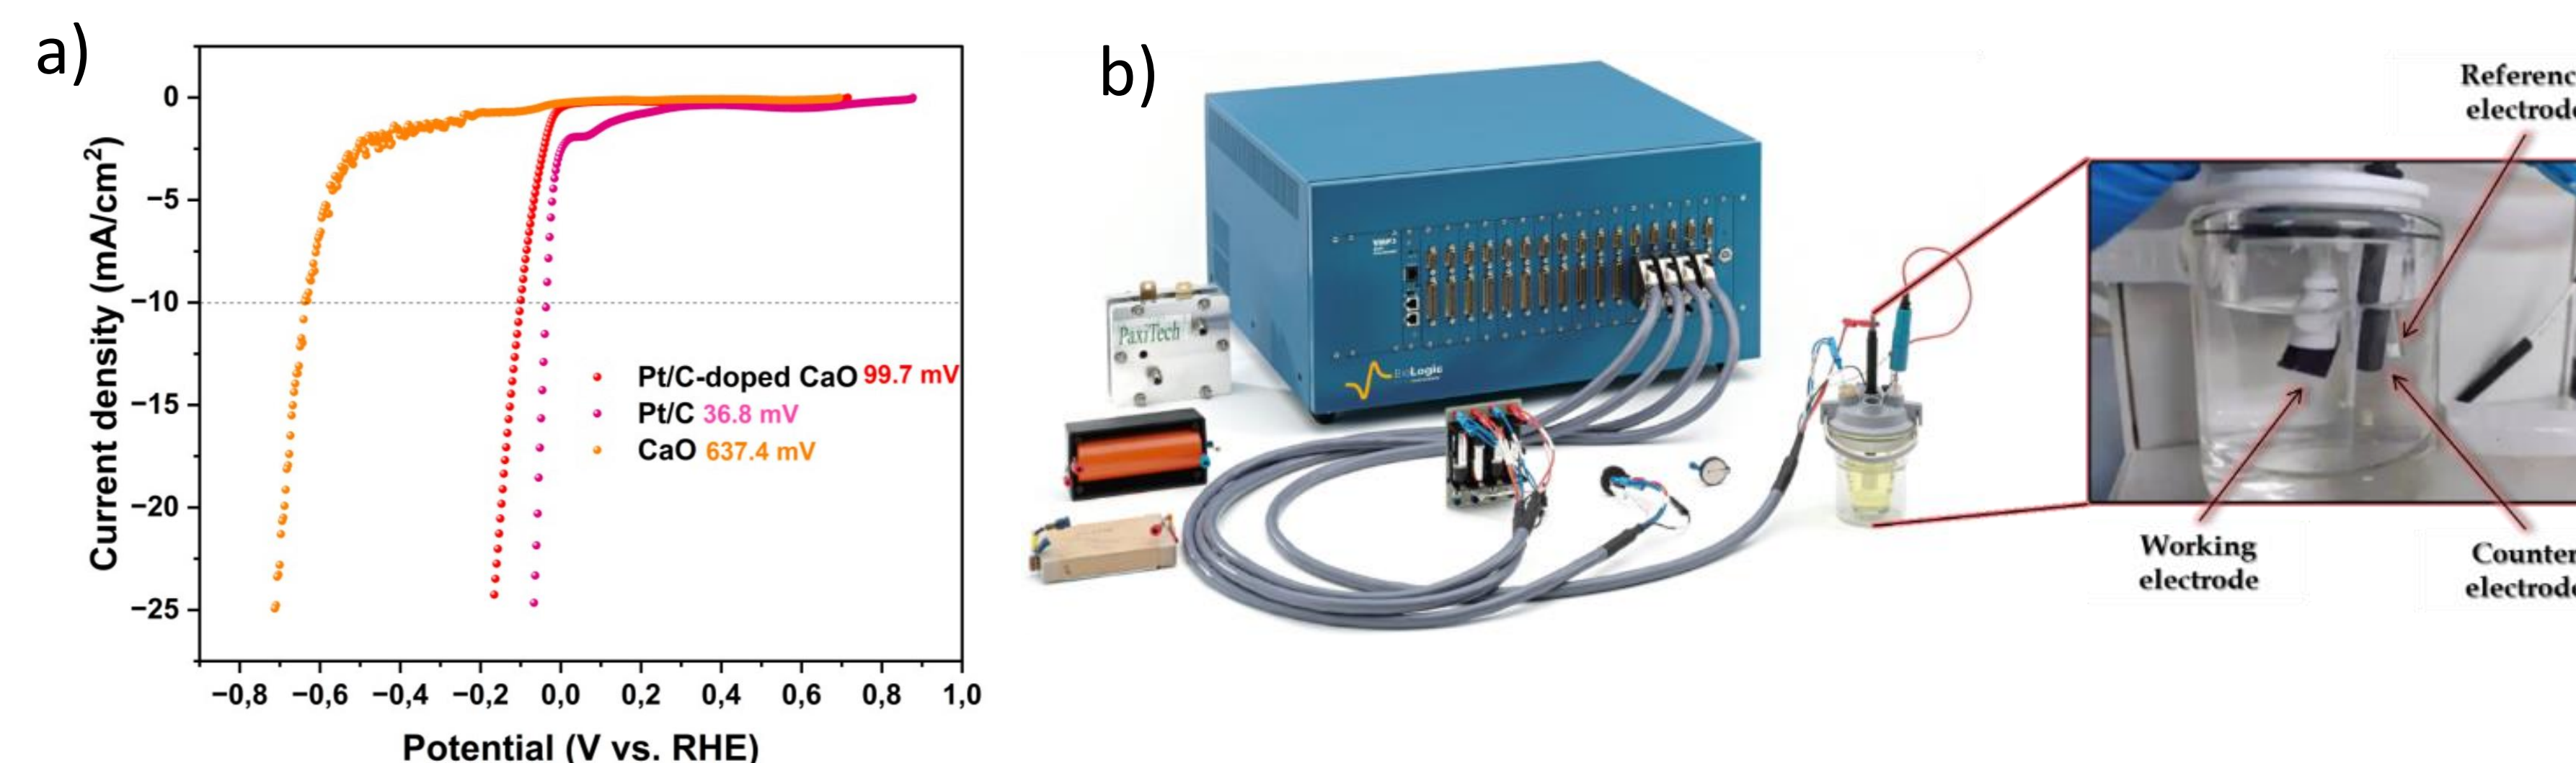 a)
0
−5
−10
−15
−20
−25
Current density (mA/cm²)
Pt/C-doped CaO 99.7 mV
Pt/C 36.8 mV
CaO 637.4 mV
−0,8 −0,6 −0,4 −0,2 0,0 0,2 0,4 0,6 0,8 1,0
Potential (V vs. RHE)
b)
PaxiTech
BioLogic
Referenc
electrode
Working
electrode
Counter
electrode